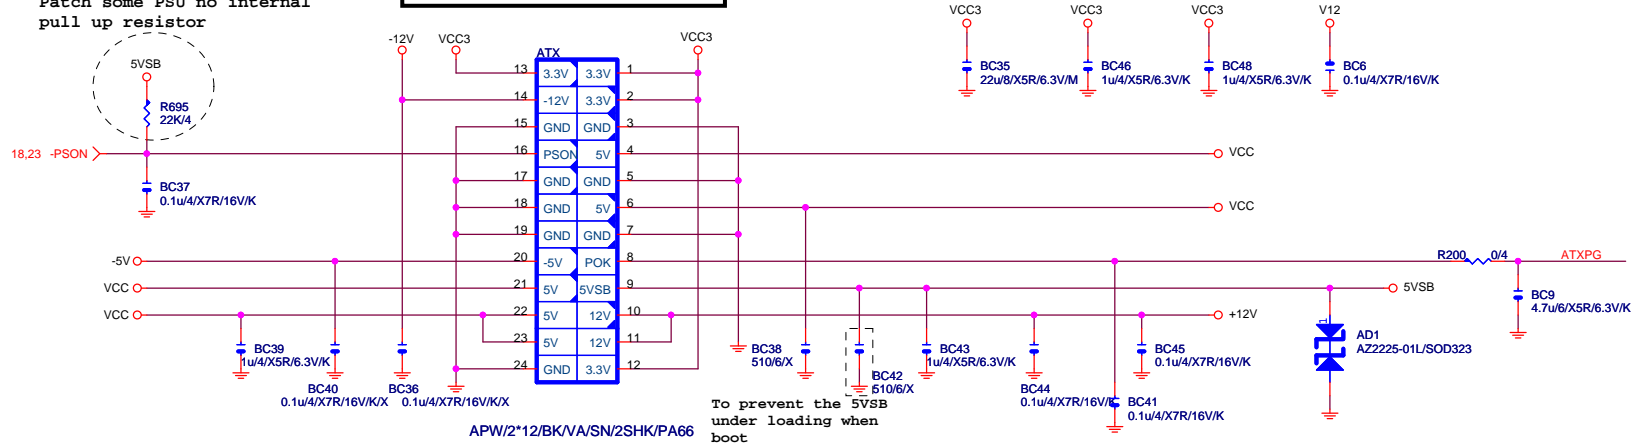 Patch some PSU no internal
pull up resistor
5VSB
R695
22K/4
18,23 -PSON
BC37
0.1u/4/X7R/16V/K
-12V
VCC3
VCC3
ATX
13 3.3V 3.3V 1
14 -12V 3.3V 2
15 GND GND 3
16 PSON 5V 4
17 GND GND 5
18 GND 5V 6
19 GND GND 7
20 -5V POK 8
21 5V 5VSB 9
22 5V 12V 10
23 5V 12V 11
24 GND 3.3V 12
APW/2*12/BK/VA/SN/2SHK/PA66
-5V
VCC
VCC
BC39
1u/4/X5R/6.3V/K
BC40
0.1u/4/X7R/16V/K/X
BC36
0.1u/4/X7R/16V/K/X
VCC3
BC35
22u/8/X5R/6.3V/M
VCC3
BC46
1u/4/X5R/6.3V/K
VCC3
BC48
1u/4/X5R/6.3V/K
V12
BC6
0.1u/4/X7R/16V/K
VCC
VCC
R200 0/4
ATXPG
5VSB
+12V
BC9
4.7u/6/X5R/6.3V/K
BC38
510/6/X
BC42
510/6/X
BC43
1u/4/X5R/6.3V/K
BC44
0.1u/4/X7R/16V/K
BC45
0.1u/4/X7R/16V/K
BC41
0.1u/4/X7R/16V/K
1
AD1
AZ2225-01L/SOD323
To prevent the 5VSB
under loading when
boot